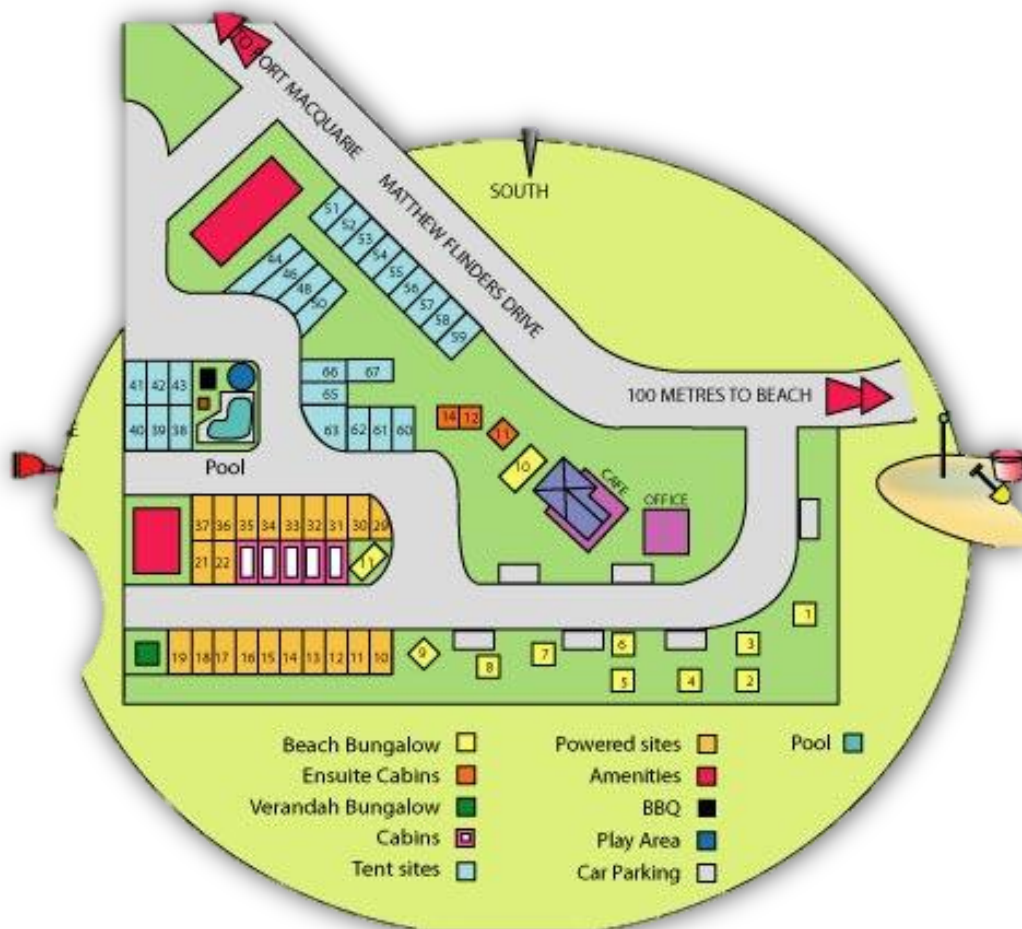 TO PORT MACQUARIE
MATTHEW FLINDERS DRIVE
SOUTH
51
52
53
54
55
56
57
58
59
44
46
48
50
100 METRES TO BEACH
41 42 43
66 67
65
40 39 38
63 62 61 60
14 12
11
10
CAFE
OFFICE
E
Pool
37 36 35 34 33 32 31 30 29
21 22
11
19 18 17 16 15 14 13 12 11 10
9
8
7
6
5
4
3
2
1
Beach Bungalow
Ensuite Cabins
Verandah Bungalow
Cabins
Tent sites
Powered sites
Amenities
BBQ
Play Area
Car Parking
Pool